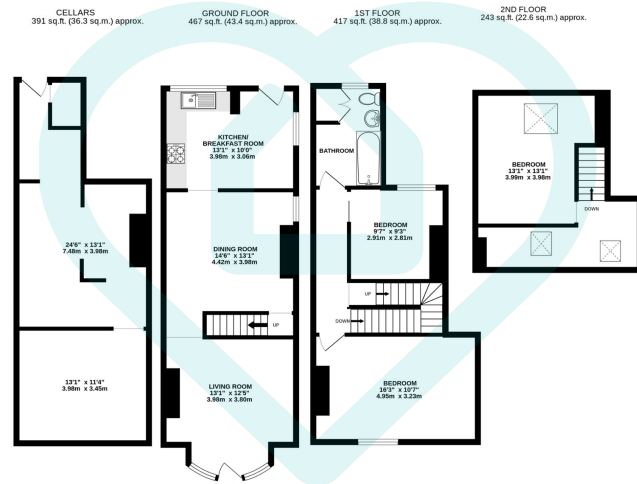 CELLARS
391 sq.ft. (36.3 sq.m.) approx.
GROUND FLOOR
467 sq.ft. (43.4 sq.m.) approx.
1ST FLOOR
417 sq.ft. (38.8 sq.m.) approx.
2ND FLOOR
243 sq.ft. (22.6 sq.m.) approx.
24'6" x 13'1"
7.48m x 3.98m
13'1" x 11'4"
3.98m x 3.45m
KITCHEN/
BREAKFAST ROOM
13'1" x 10'0"
3.98m x 3.06m
DINING ROOM
14'6" x 13'1"
4.42m x 3.98m
UP
LIVING ROOM
13'1" x 12'5"
3.98m x 3.80m
BATHROOM
BEDROOM
9'7" x 9'3"
2.91m x 2.81m
UP
DOWN
BEDROOM
16'3" x 10'7"
4.95m x 3.23m
BEDROOM
13'1" x 13'1"
3.99m x 3.98m
DOWN